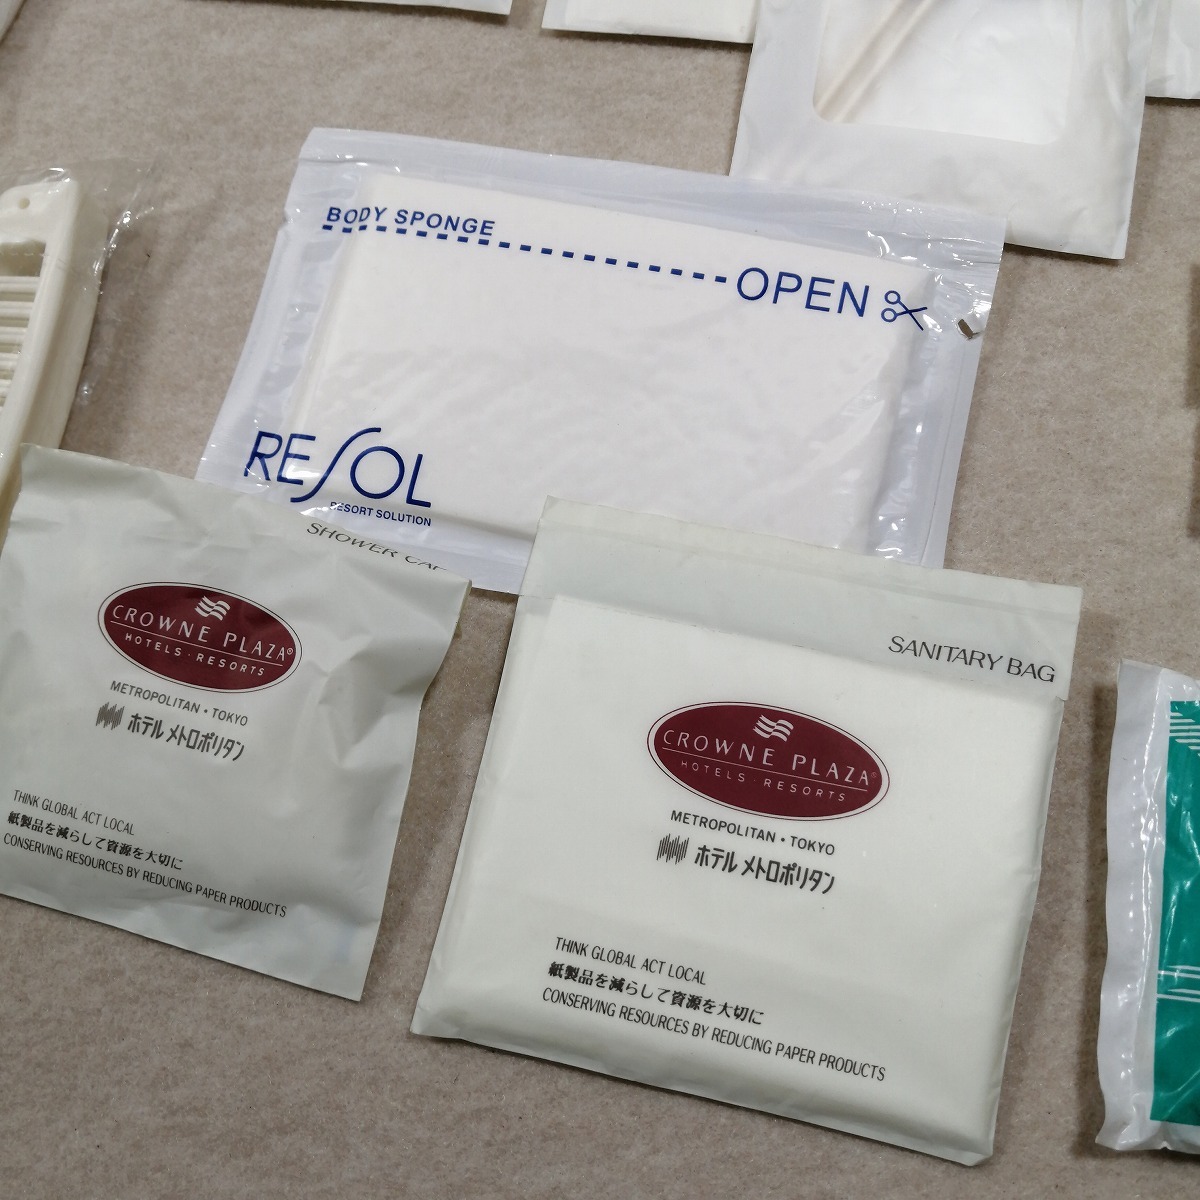 BODY SPONGE
OPEN
RESOL
RESORT SOLUTION
SHOWER CAP
CROWNE PLAZA®
HOTELS · RESORTS
METROPOLITAN · TOKYO
ホテル メトロポリタン
THINK GLOBAL ACT LOCAL
紙製品を減らして資源を大切に
CONSERVING RESOURCES BY REDUCING PAPER PRODUCTS
SANITARY BAG
CROWNE PLAZA®
HOTELS · RESORTS
METROPOLITAN · TOKYO
ホテル メトロポリタン
THINK GLOBAL ACT LOCAL
紙製品を減らして資源を大切に
CONSERVING RESOURCES BY REDUCING PAPER PRODUCTS